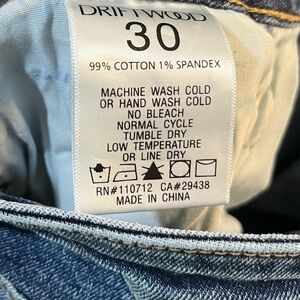 DRIFTWOOD
30
99% COTTON 1% SPANDEX
MACHINE WASH COLD
OR HAND WASH COLD
NO BLEACH
NORMAL CYCLE
TUMBLE DRY
LOW TEMPERATURE
OR LINE DRY
RN#110712 CA#29438
MADE IN CHINA